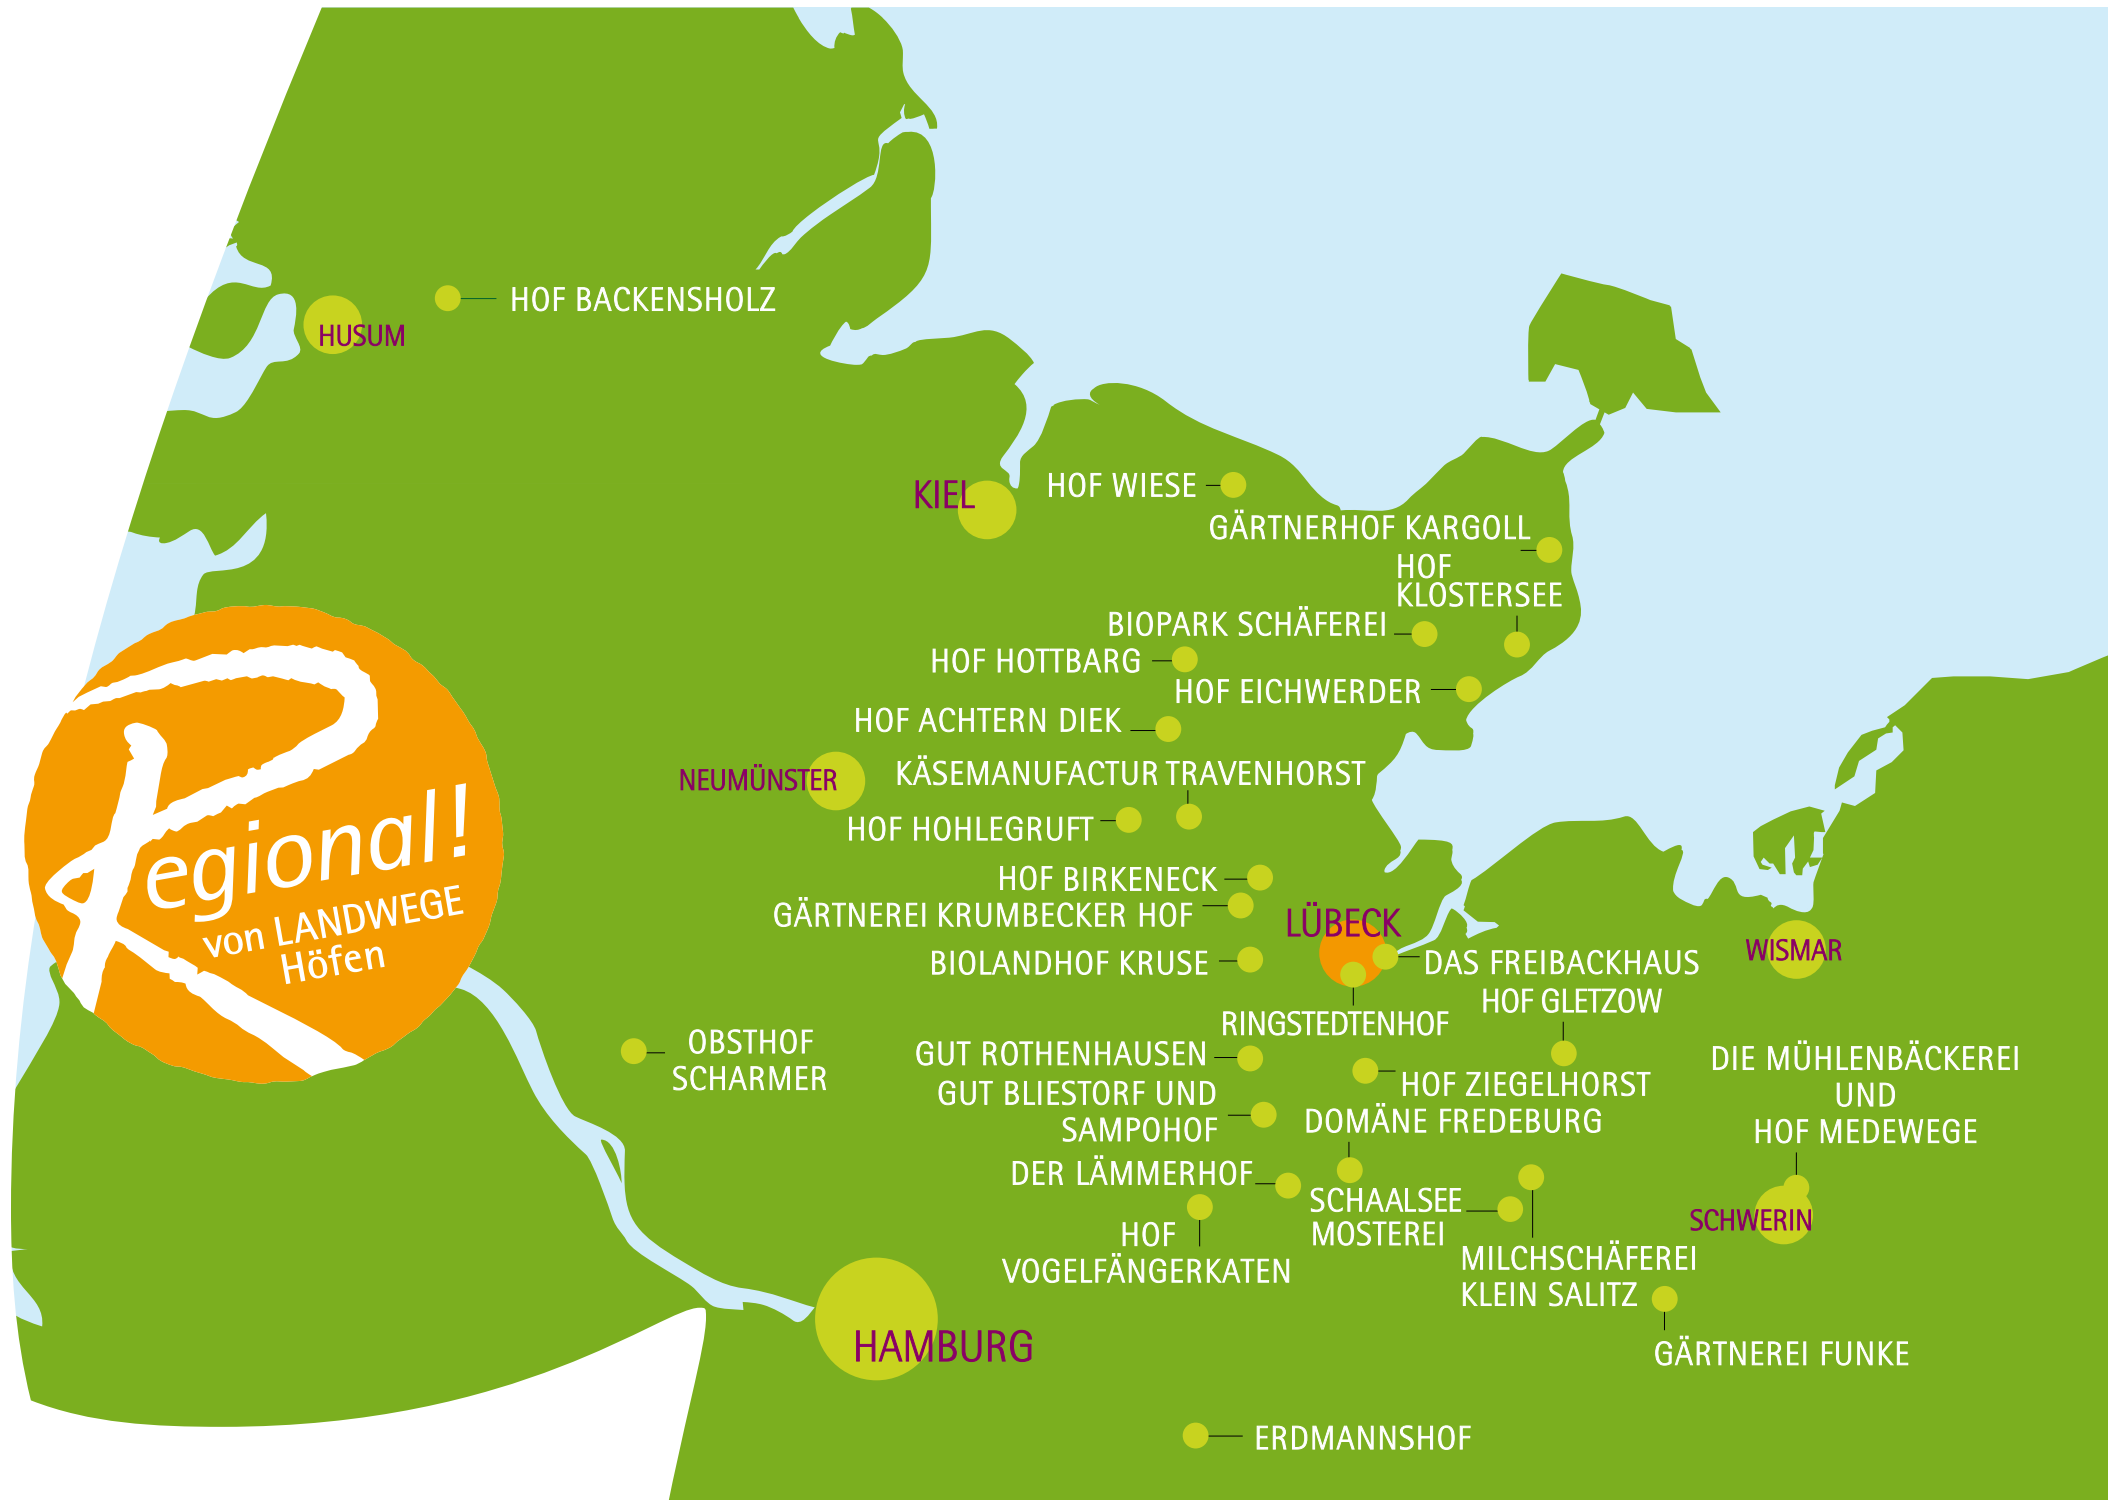 HOF BACKENSHOLZ
HUSUM
KIEL
HOF WIESE
GÄRTNERHOF KARGOLL
HOF
KLOSTERSEE
BIOPARK SCHÄFEREI
HOF HOTTBARG
HOF EICHWERDER
HOF ACHTERN DIEK
NEUMÜNSTER
KÄSEMANUFACTUR TRAVENHORST
HOF HOHLEGRUFT
Regional!
von LANDWEGE
Höfen
HOF BIRKENECK
GÄRTNEREI KRUMBECKER HOF
LÜBECK
WISMAR
BIOLANDHOF KRUSE
DAS FREIBACKHAUS
HOF GLETZOW
RINGSTEDTENHOF
OBSTHOF
SCHARMER
GUT ROTHENHAUSEN
HOF ZIEGELHORST
GUT BLIESTORF UND
SAMPOHOF
DOMÄNE FREDEBURG
DIE MÜHLENBÄCKEREI
UND
HOF MEDEWEGE
DER LÄMMERHOF
SCHAALSEE
MOSTEREI
SCHWERIN
HOF
VOGELFÄNGERKATEN
MILCHSCHÄFEREI
KLEIN SALITZ
HAMBURG
GÄRTNEREI FUNKE
ERDMANNSHOF